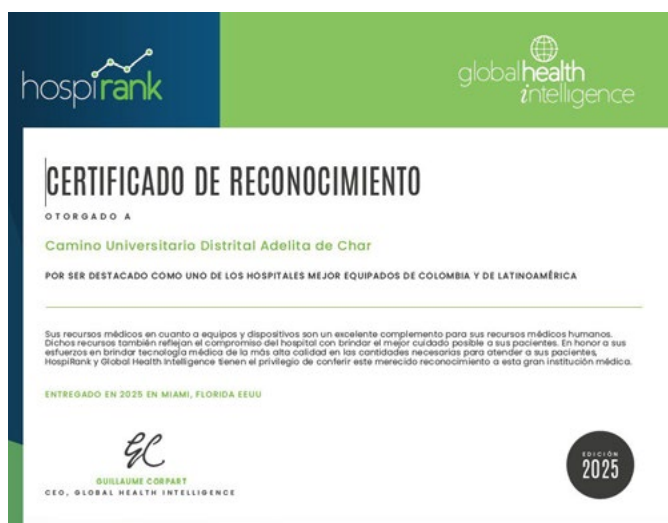 hospirank
globalhealth
intelligence
CERTIFICADO DE RECONOCIMIENTO
OTORGADO A
Camino Universitario Distrital Adelita de Char
POR SER DESTACADO COMO UNO DE LOS HOSPITALES MEJOR EQUIPADOS DE COLOMBIA Y DE LATINOAMÉRICA
Sus recursos médicos en cuanto a equipos y dispositivos son un excelente complemento para sus recursos médicos humanos.
Dichos recursos también reflejan el compromiso del hospital con brindar el mejor cuidado posible a sus pacientes. En honor a sus
esfuerzos en brindar tecnología médica de la más alta calidad en las cantidades necesarias para atender a sus pacientes,
HospiRank y Global Health Intelligence tienen el privilegio de conferir este merecido reconocimiento a esta gran institución médica.
ENTREGADO EN 2025 EN MIAMI, FLORIDA EEUU
GC
GUILLAUME CORPART
CEO, GLOBAL HEALTH INTELLIGENCE
EDICIÓN
2025